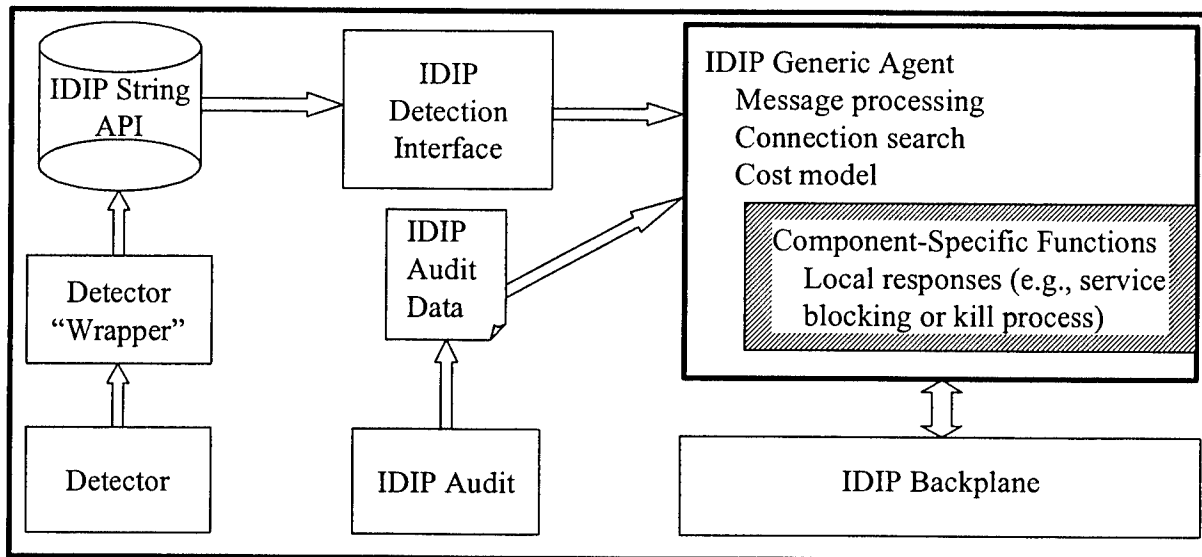 IDIP String
API
IDIP
Detection
Interface
IDIP Generic Agent
Message processing
Connection search
Cost model
Component-Specific Functions
Local responses (e.g., service
blocking or kill process)
IDIP
Audit
Data
Detector
“Wrapper”
Detector
IDIP Audit
IDIP Backplane